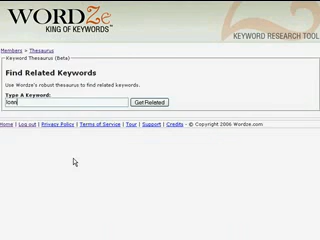 WORDZe
KING OF KEYWORDS™
KEYWORD RESEARCH TOOL
Members > Thesaurus
Keyword Thesaurus (Beta)
Find Related Keywords
Use Wordze's robust thesaurus to find related keywords.
Type A Keyword:
Get Related
Home | Log out | Privacy Policy | Terms of Service | Tour | Support | Credits - © Copyright 2006 Wordze.com